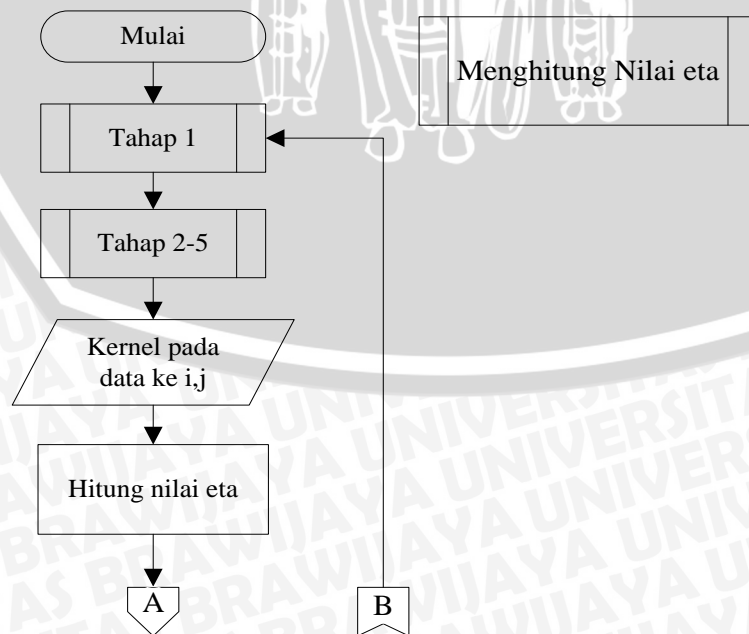 Mulai
Menghitung Nilai eta
Tahap 1
Tahap 2-5
Kernel pada
data ke i,j
Hitung nilai eta
A
B